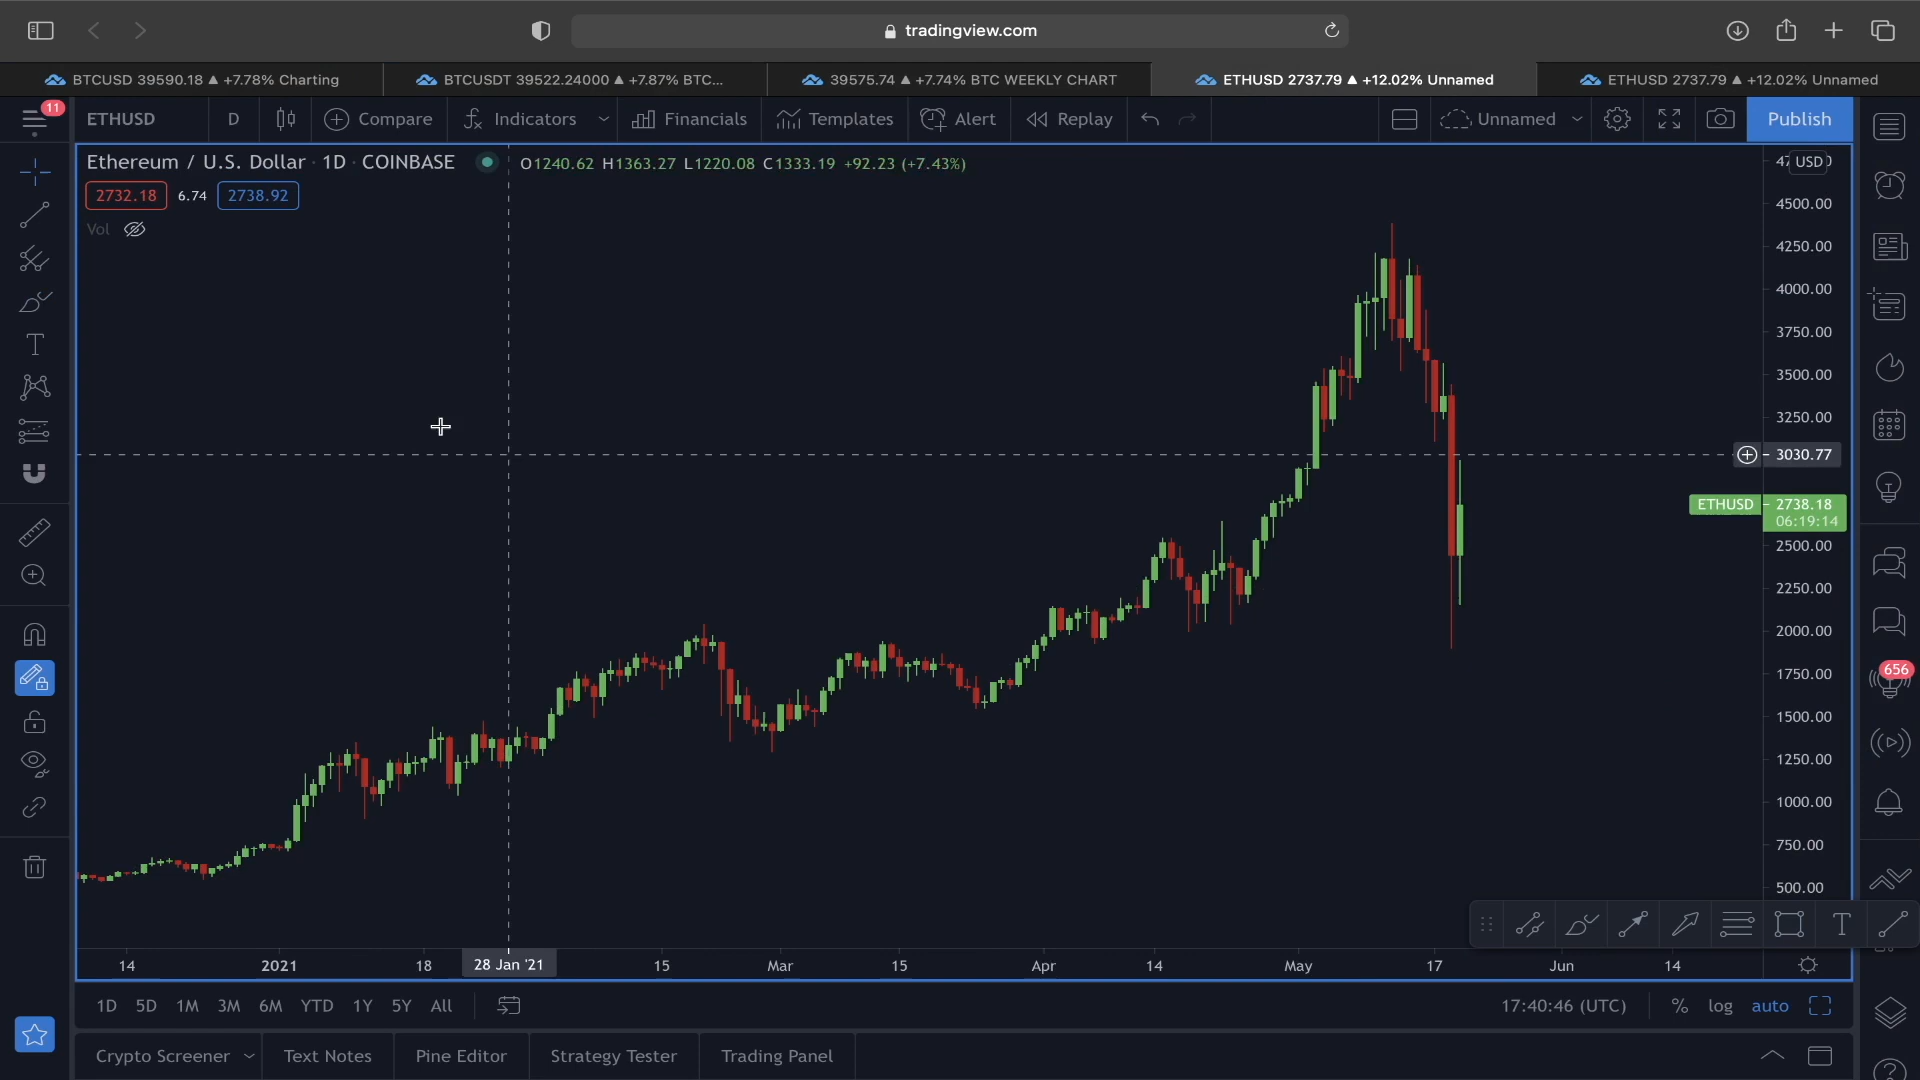 tradingview.com
BTCUSD 39590.18 ▲ +7.78% Charting
BTCUSDT 39522.24000 ▲ +7.87% BTC...
39575.74 ▲ +7.74% BTC WEEKLY CHART
ETHUSD 2737.79 ▲ +12.02% Unnamed
ETHUSD 2737.79 ▲ +12.02% Unnamed
11
ETHUSD D Compare Indicators Financials Templates Alert Replay Unnamed Publish
Ethereum / U.S. Dollar · 1D · COINBASE O1240.62 H1363.27 L1220.08 C1333.19 +92.23 (+7.43%)
2732.18 6.74 2738.92
Vol
USD
4500.00
4250.00
4000.00
3750.00
3500.00
3250.00
3030.77
ETHUSD 2738.18
06:19:14
2500.00
2250.00
2000.00
1750.00
1500.00
1250.00
1000.00
750.00
500.00
656
14 2021 18 28 Jan '21 15 Mar 15 Apr 14 May 17 Jun 14
1D 5D 1M 3M 6M YTD 1Y 5Y All 17:40:46 (UTC) % log auto
Crypto Screener Text Notes Pine Editor Strategy Tester Trading Panel